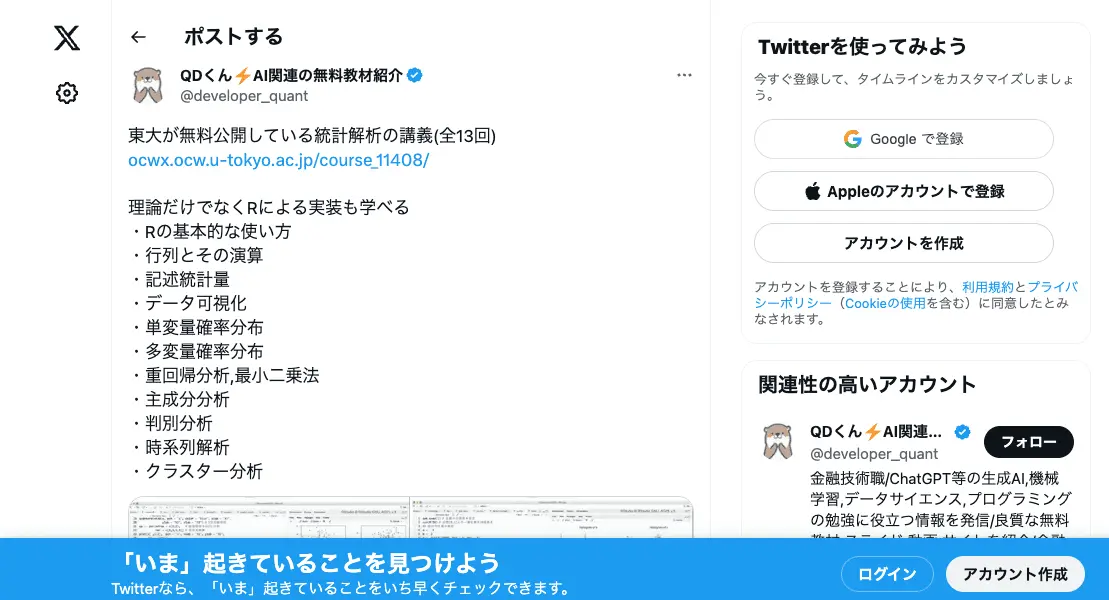 ポストする
QDくん⚡AI関連の無料教材紹介
@developer_quant
東大が無料公開している統計解析の講義(全13回)
ocwx.ocw.u-tokyo.ac.jp/course_11408/
理論だけでなくRによる実装も学べる
・Rの基本的な使い方
・行列とその演算
・記述統計量
・データ可視化
・単変量確率分布
・多変量確率分布
・重回帰分析,最小二乗法
・主成分分析
・判別分析
・時系列解析
・クラスター分析
Twitterを使ってみよう
今すぐ登録して、タイムラインをカスタマイズしましょ
う。
Google で登録
Appleのアカウントで登録
アカウントを作成
アカウントを登録することにより、利用規約とプライバ
シーポリシー（Cookieの使用を含む）に同意したとみ
なされます。
関連性の高いアカウント
QDくん⚡AI関連...
@developer_quant
フォロー
金融技術職/ChatGPT等の生成AI,機械
学習,データサイエンス,プログラミング
の勉強に役立つ情報を発信/良質な無料
「いま」起きていることを見つけよう
Twitterなら、「いま」起きていることをいち早くチェックできます。
ログイン
アカウント作成